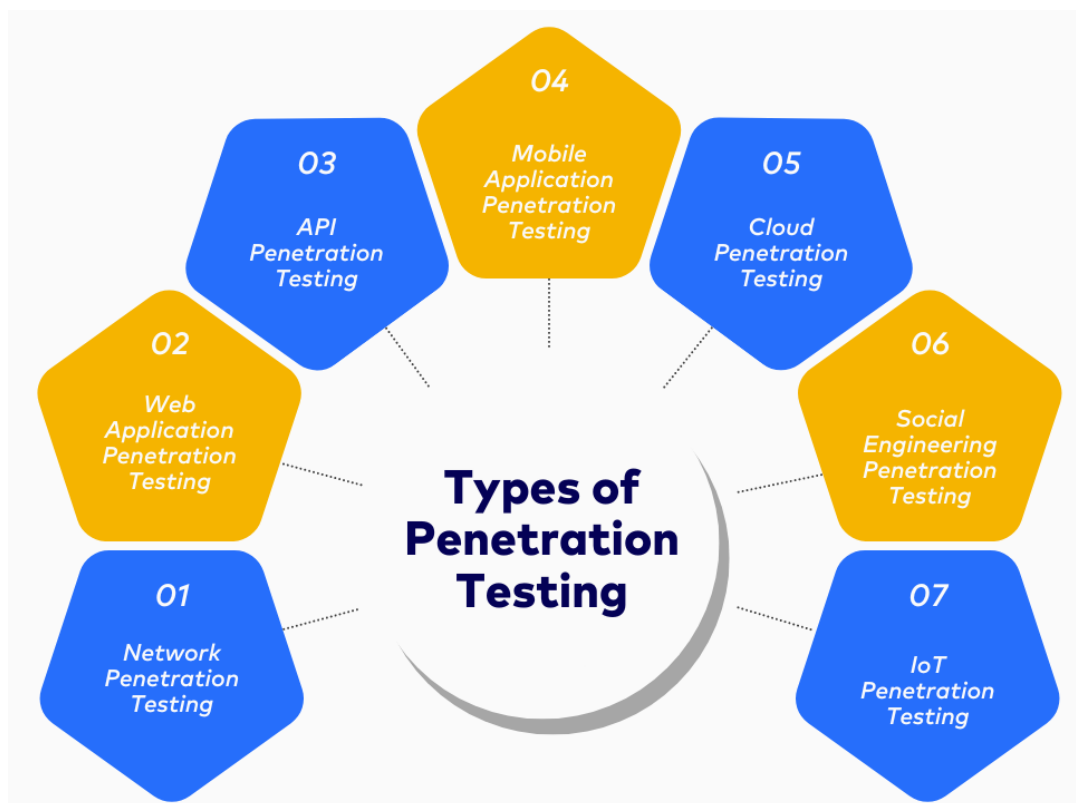 01
Network
Penetration
Testing
02
Web
Application
Penetration
Testing
03
API
Penetration
Testing
04
Mobile
Application
Penetration
Testing
05
Cloud
Penetration
Testing
06
Social
Engineering
Penetration
Testing
07
IoT
Penetration
Testing
Types of
Penetration
Testing